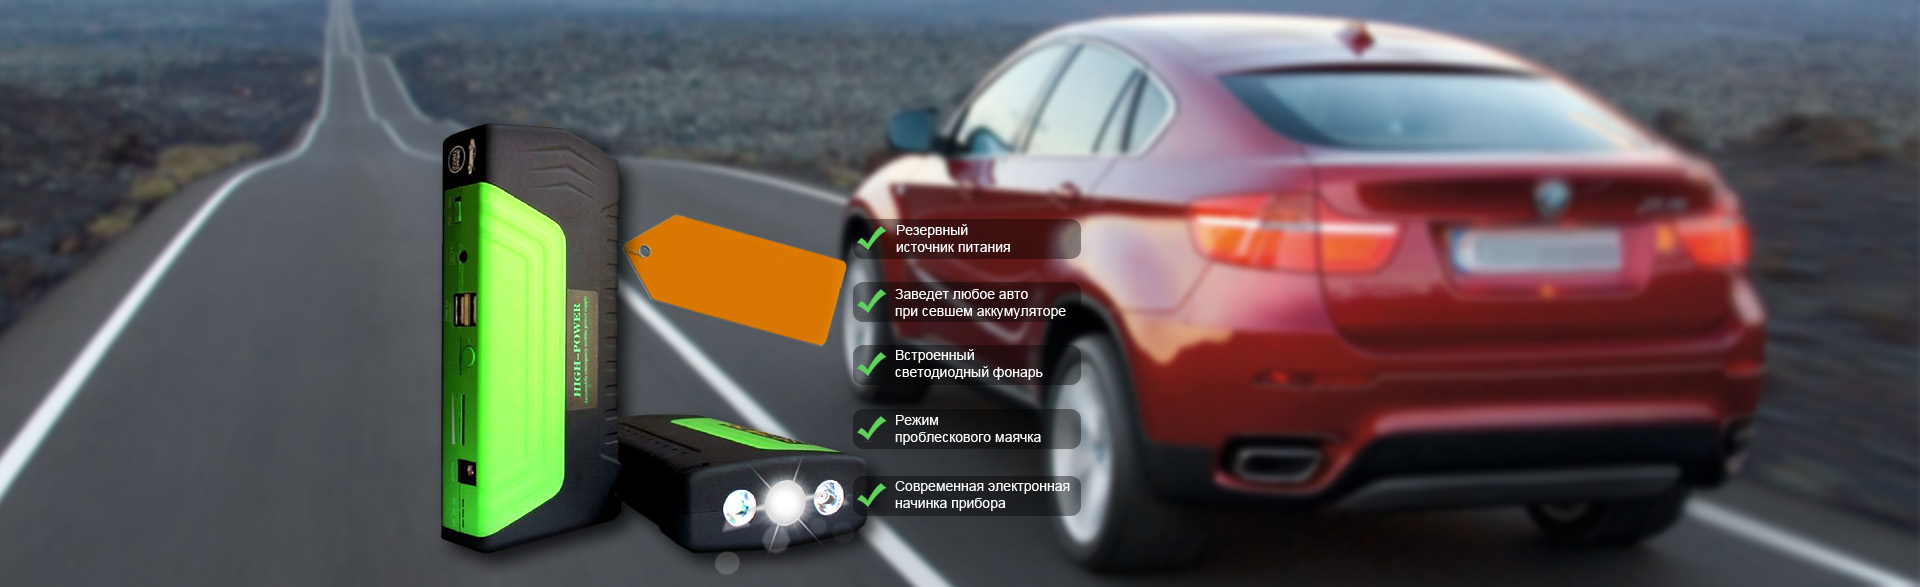 HIGH-POWER
Резервный
источник питания
Заведет любое авто
при севшем аккумуляторе
Встроенный
светодиодный фонарь
Режим
проблескового маячка
Современная электронная
начинка прибора